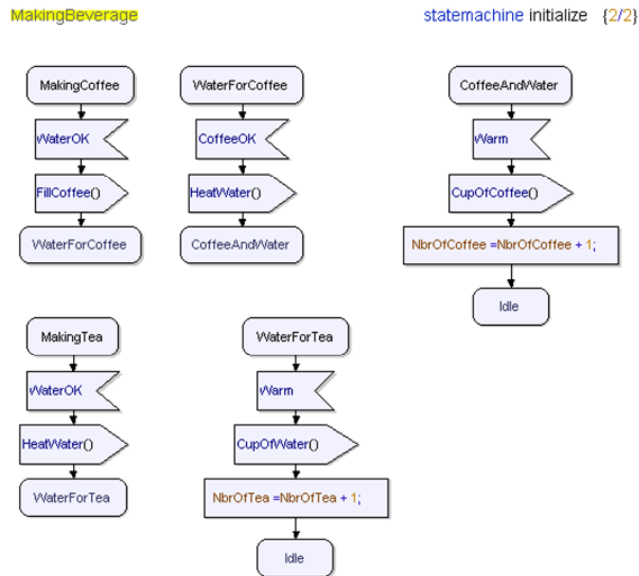 MakingBeverage
statemachine initialize {2/2}
MakingCoffee
WaterOK
FillCoffee()
WaterForCoffee
WaterForCoffee
CoffeeOK
HeatWater()
CoffeeAndWater
CoffeeAndWater
Warm
CupOfCoffee()
NbrOfCoffee =NbrOfCoffee + 1;
Idle
MakingTea
WaterOK
HeatWater()
WaterForTea
WaterForTea
Warm
CupOfWater()
NbrOfTea =NbrOfTea + 1;
Idle